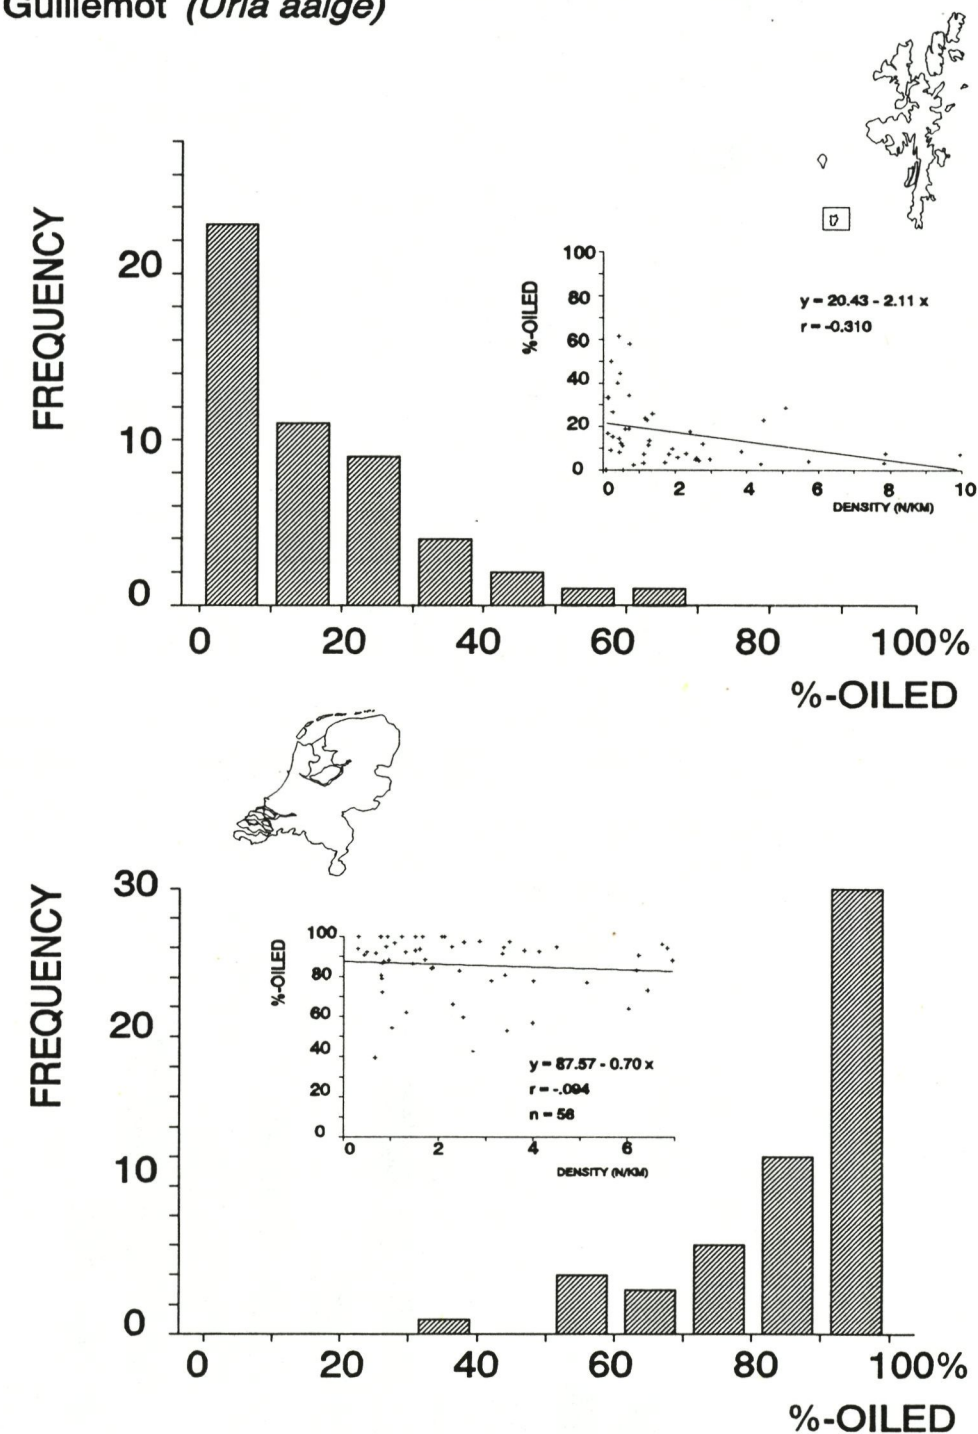 Guillemot (Uria aalge)
FREQUENCY
20
10
0
0 20 40 60 80 100%
%-OILED
%-OILED
100
80
60
40
20
0
y = 20.43 - 2.11 x
r = -0.310
0 2 4 6 8 10
DENSITY (N/KM)
FREQUENCY
30
20
10
0
0 20 40 60 80 100%
%-OILED
%-OILED
100
80
60
40
20
0
y = 87.57 - 0.70 x
r = -.094
n = 56
0 2 4 6
DENSITY (N/KM)